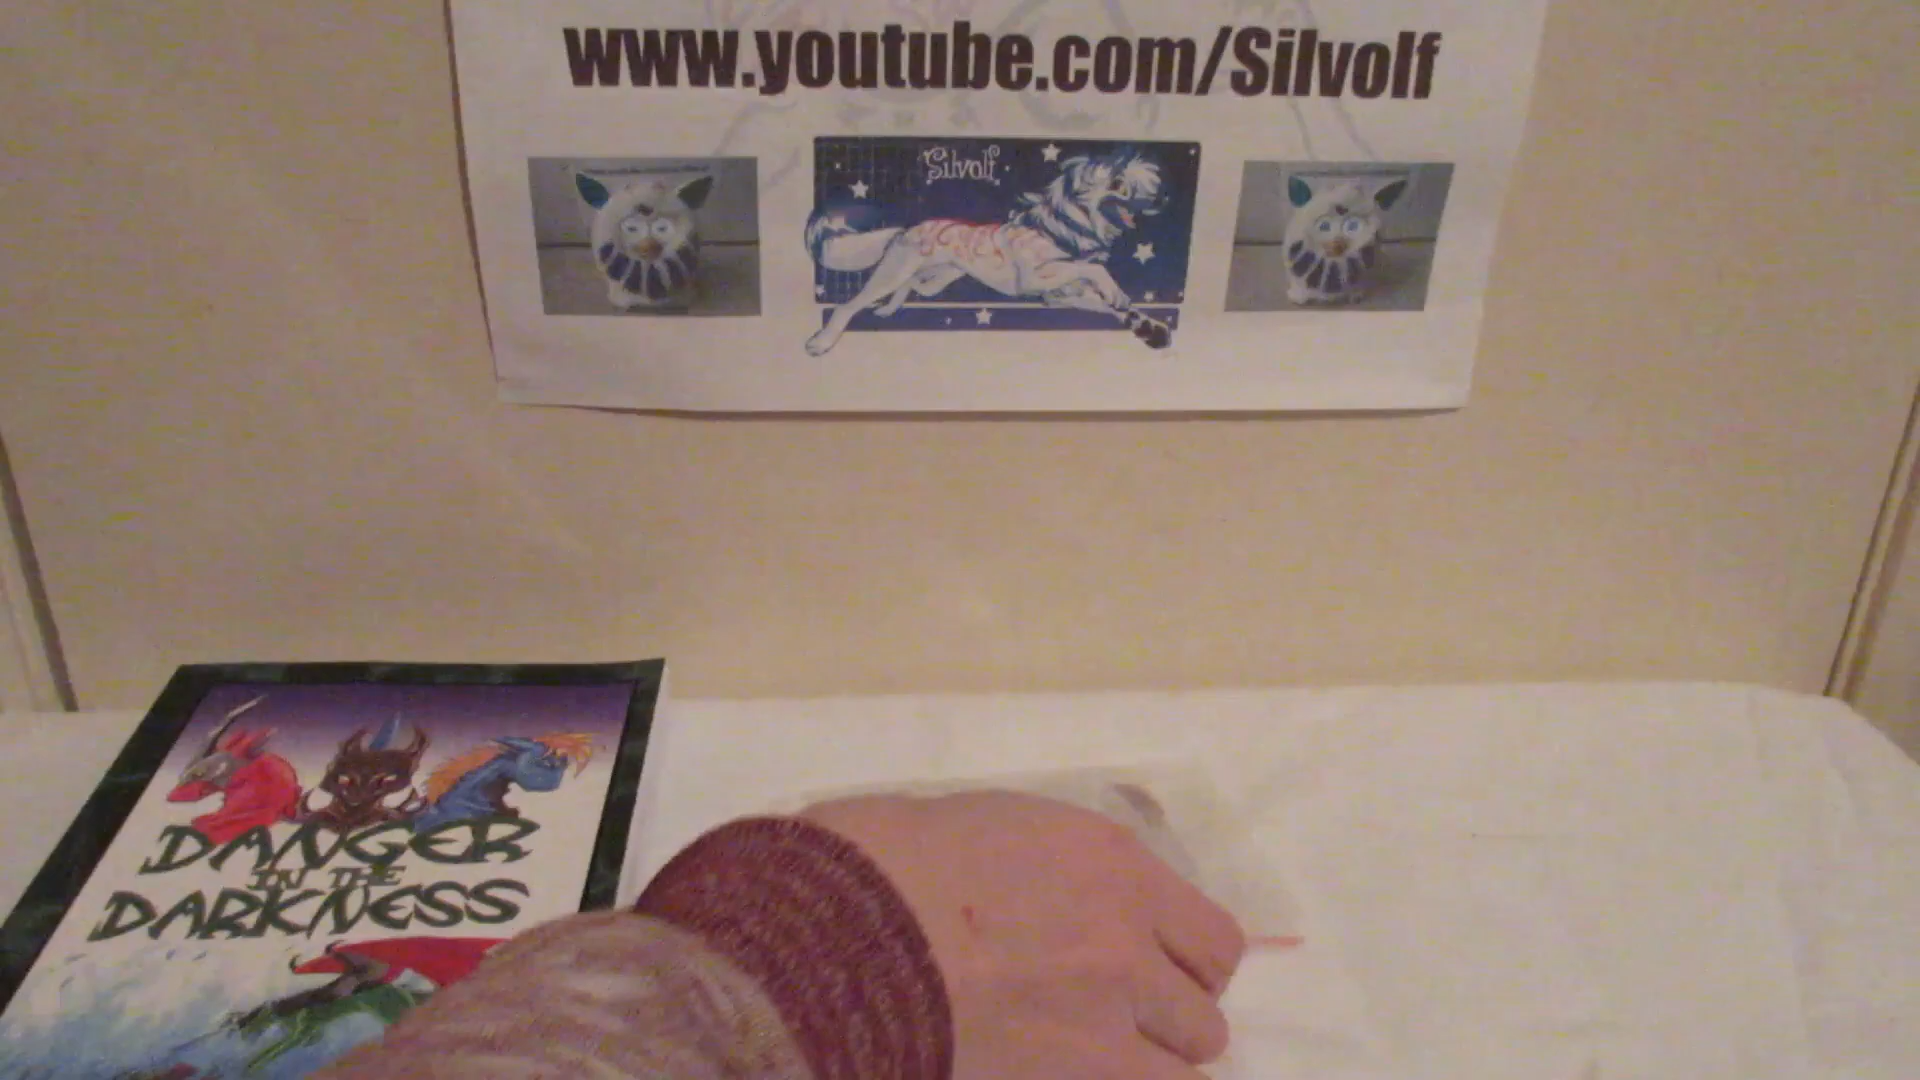 www.youtube.com/Silvolf
Silvolf
DANGER
IN THE
DARKNESS